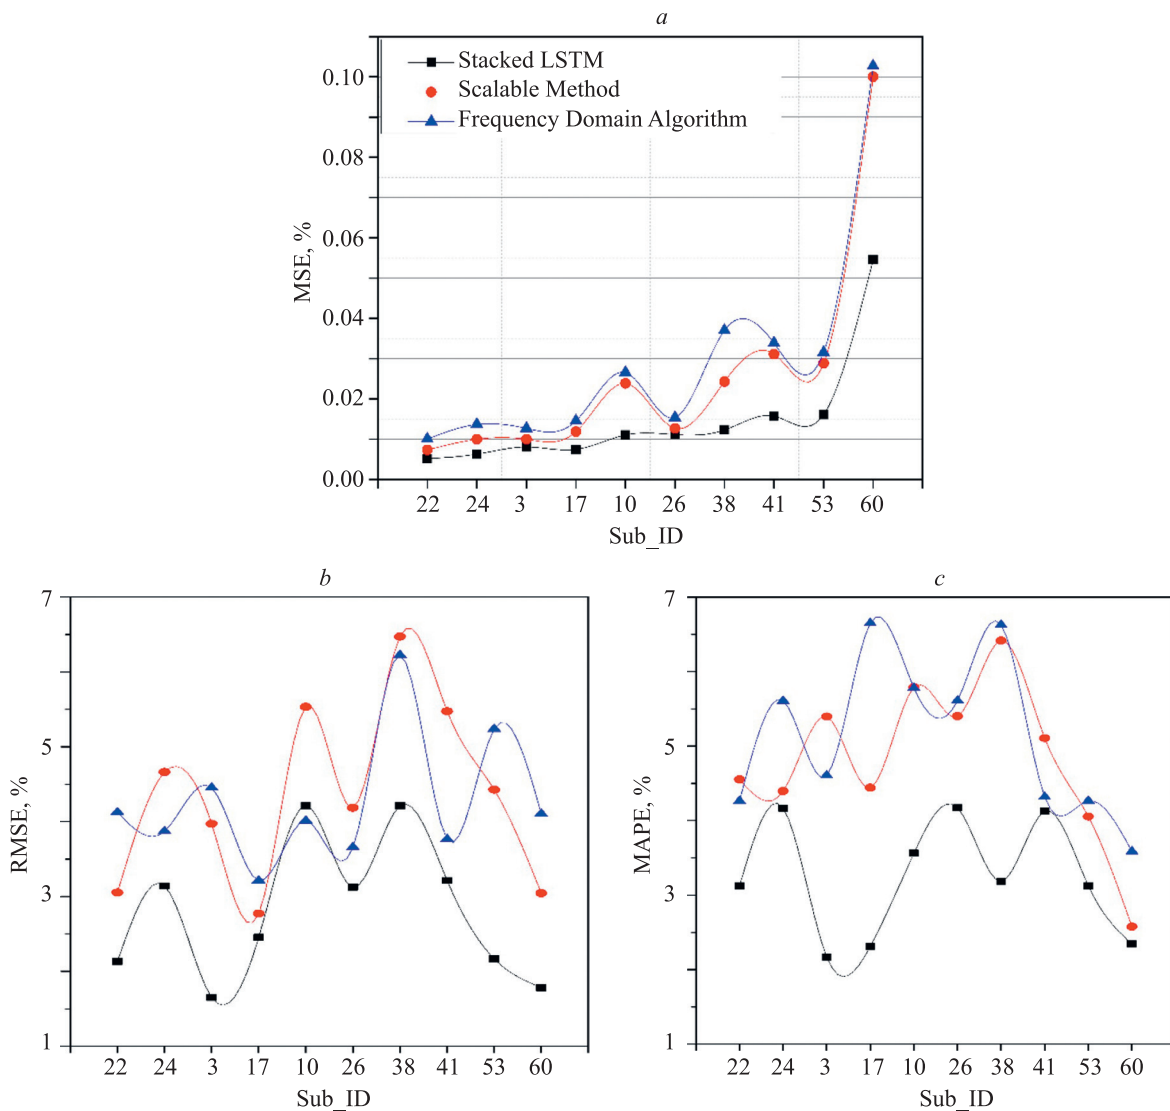 a
Stacked LSTM
Scalable Method
Frequency Domain Algorithm
MSE, %
0.10
0.08
0.06
0.04
0.02
0.00
22 24 3 17 10 26 38 41 53 60
Sub_ID
b
RMSE, %
7
5
3
1
22 24 3 17 10 26 38 41 53 60
Sub_ID
c
MAPE, %
7
5
3
1
22 24 3 17 10 26 38 41 53 60
Sub_ID